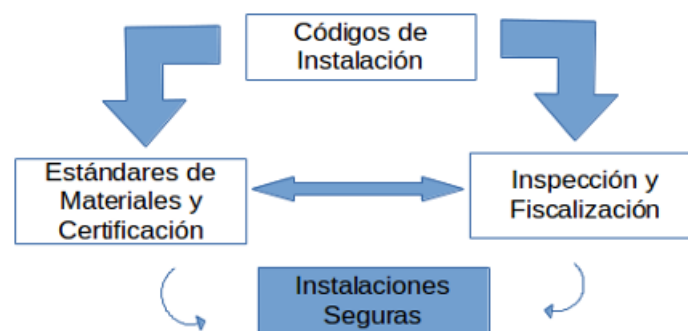 Códigos de
Instalación
Estándares de
Materiales y
Certificación
Inspección y
Fiscalización
Instalaciones
Seguras